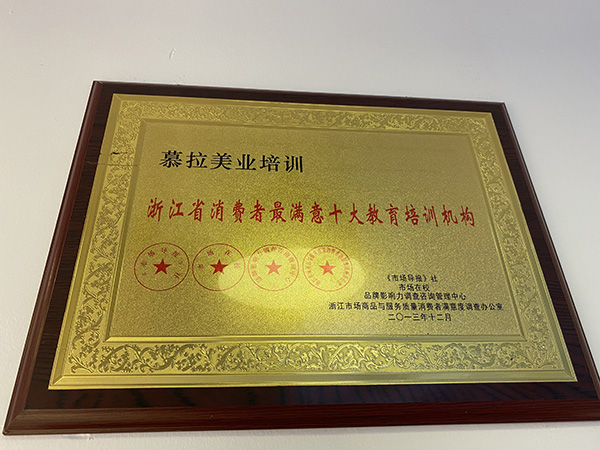 慕拉美业培训
浙江省消费者最满意十大教育培训机构
《市场导报》社
市场在权
品牌影响力调查咨询管理中心
浙江市场商品与服务质量消费者满意度调查办公室
二〇一三年十二月